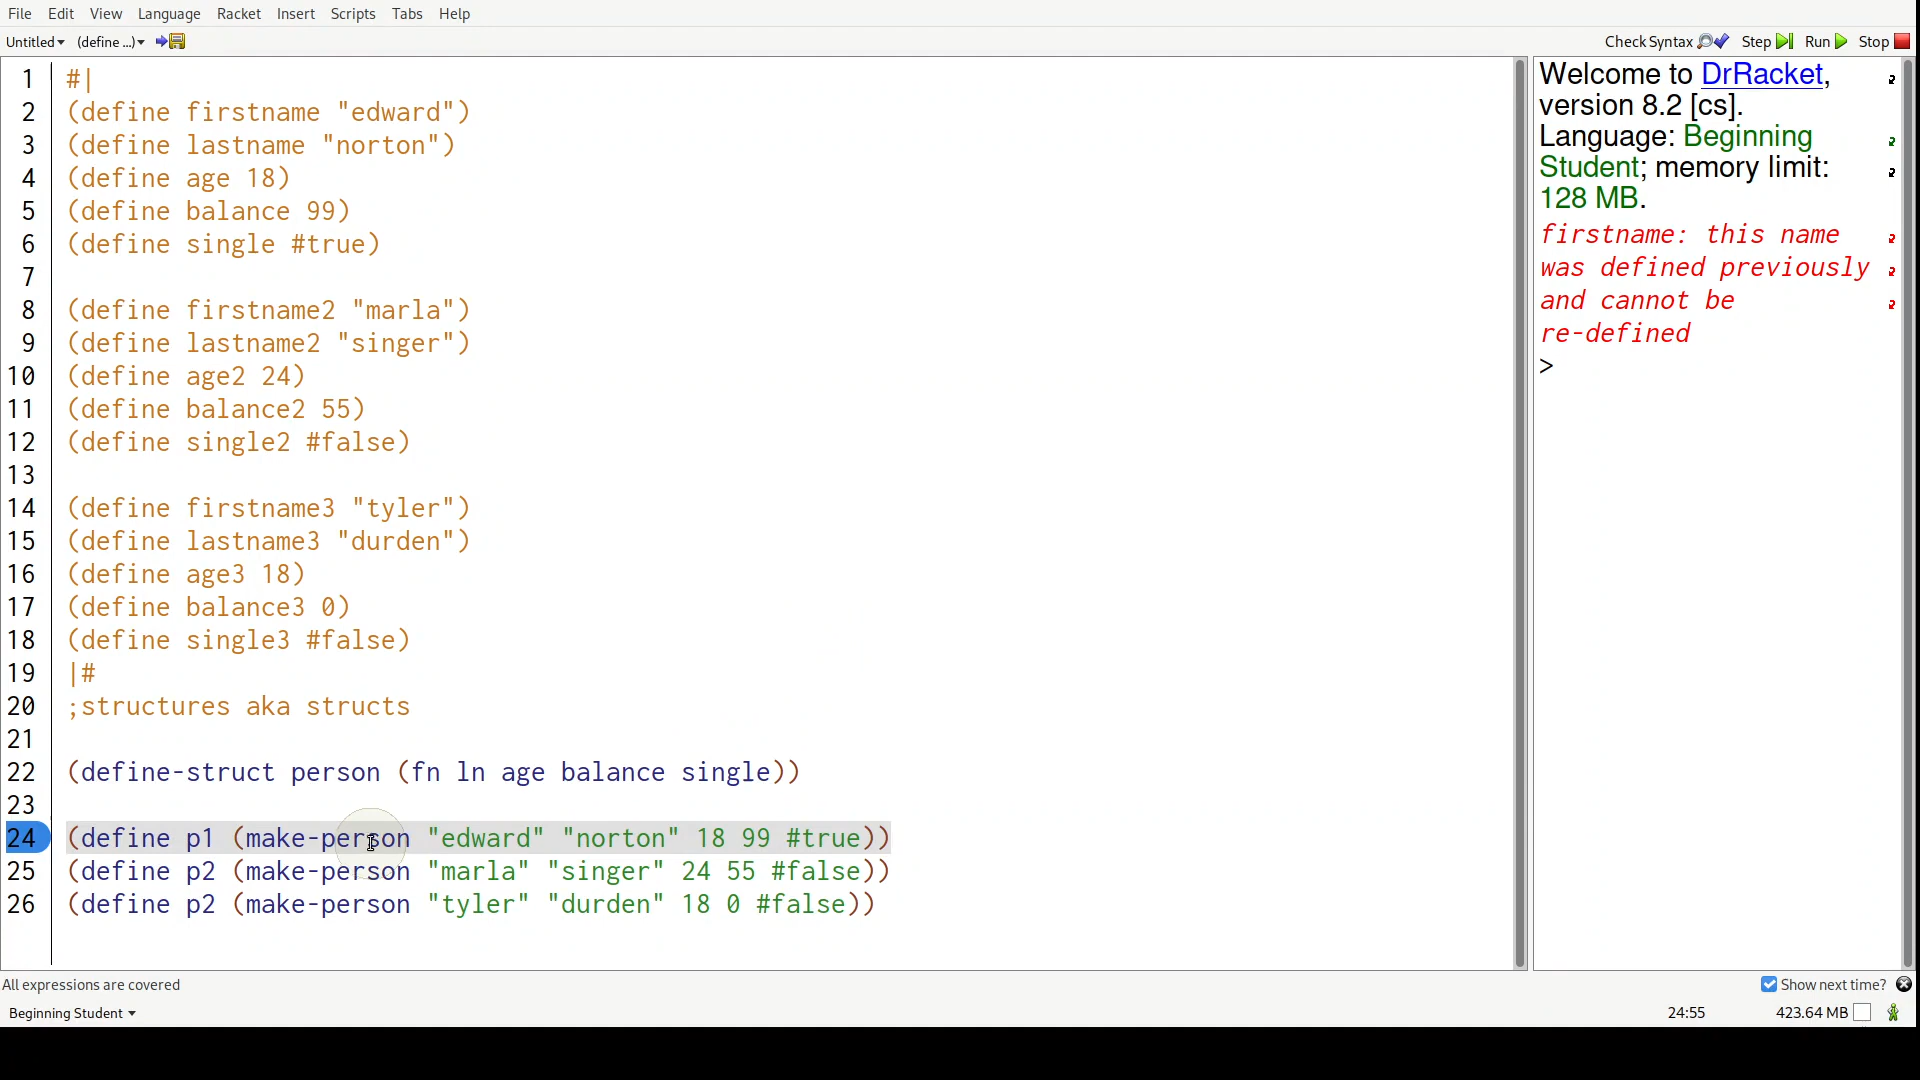 File Edit View Language Racket Insert Scripts Tabs Help
Untitled (define ...) Check Syntax Step Run Stop
1 #|
2 (define firstname "edward")
3 (define lastname "norton")
4 (define age 18)
5 (define balance 99)
6 (define single #true)
7
8 (define firstname2 "marla")
9 (define lastname2 "singer")
10 (define age2 24)
11 (define balance2 55)
12 (define single2 #false)
13
14 (define firstname3 "tyler")
15 (define lastname3 "durden")
16 (define age3 18)
17 (define balance3 0)
18 (define single3 #false)
19 |#
20 ;structures aka structs
21
22 (define-struct person (fn ln age balance single))
23
24 (define p1 (make-person "edward" "norton" 18 99 #true))
25 (define p2 (make-person "marla" "singer" 24 55 #false))
26 (define p2 (make-person "tyler" "durden" 18 0 #false))
Welcome to DrRacket,
version 8.2 [cs].
Language: Beginning
Student; memory limit:
128 MB.
firstname: this name
was defined previously
and cannot be
re-defined
>
All expressions are covered Show next time?
Beginning Student 24:55 423.64 MB